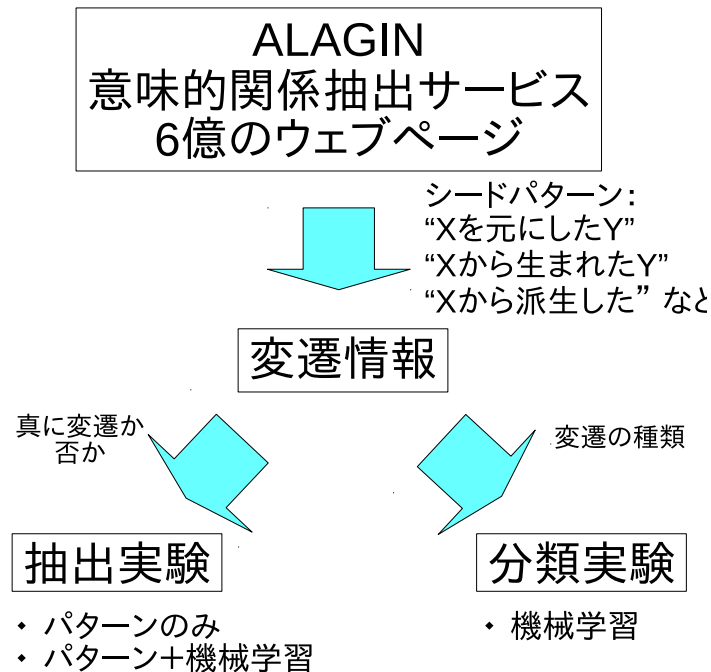 ALAGIN
意味的関係抽出サービス
6億のウェブページ
シードパターン：
“Xを元にしたY”
“Xから生まれたY”
“Xから派生した” など
変遷情報
真に変遷か
否か
変遷の種類
抽出実験
分類実験
・ パターンのみ
・ パターン＋機械学習
・ 機械学習